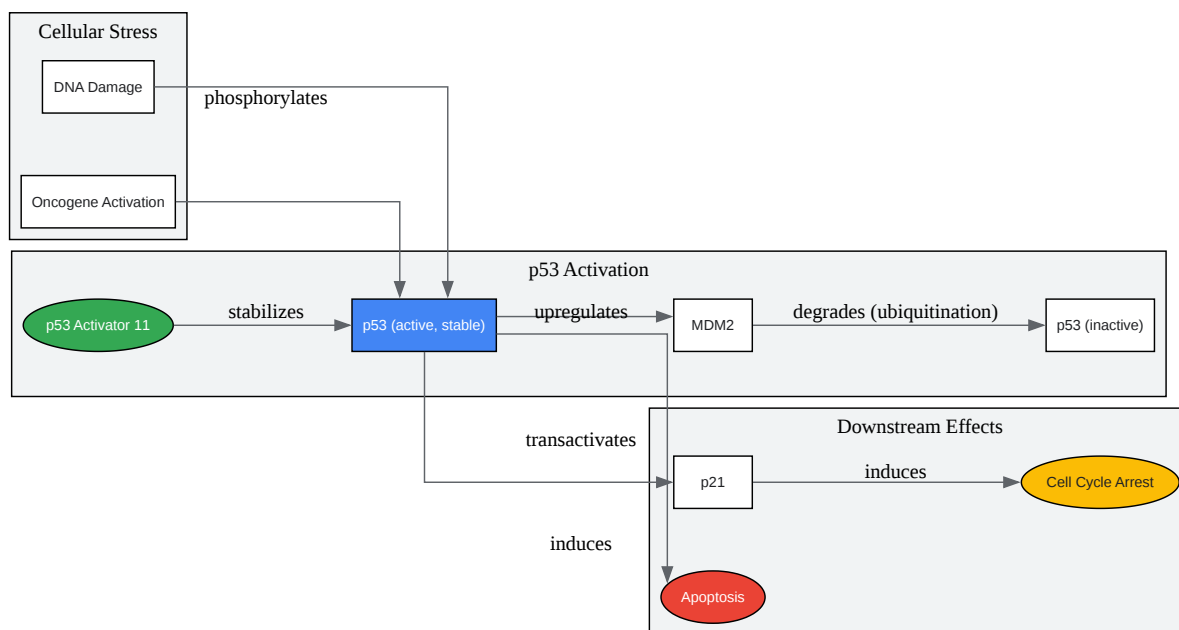 Cellular Stress
DNA Damage
phosphorylates
Oncogene Activation
p53 Activation
p53 Activator 11
stabilizes
p53 (active, stable)
upregulates
MDM2
degrades (ubiquitination)
p53 (inactive)
Downstream Effects
transactivates
p21
induces
Cell Cycle Arrest
induces
Apoptosis